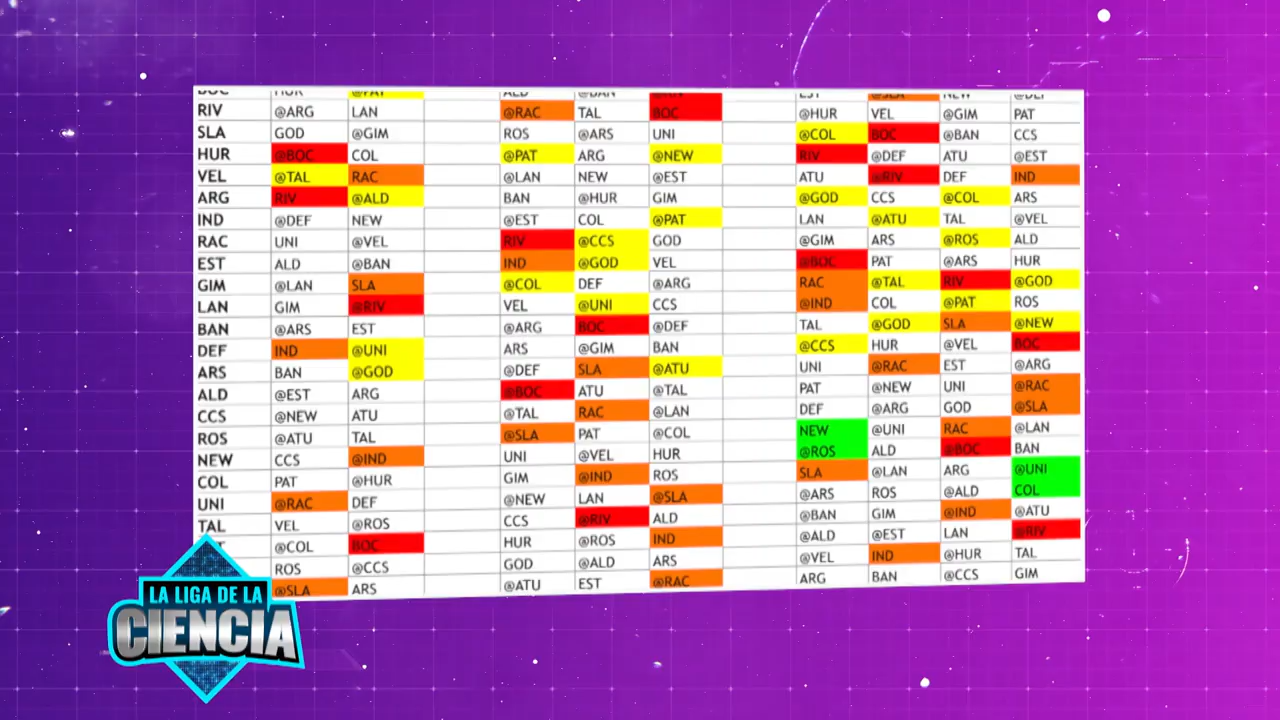 BOC HUR @PAT ALD @BAN EST @SLA NEW @DEF
RIV @ARG LAN @RAC TAL BOC @HUR VEL @GIM PAT
SLA GOD @GIM ROS @ARS UNI @COL BOC @BAN CCS
HUR @BOC COL @PAT ARG @NEW RIV @DEF ATU @EST
VEL @TAL RAC @LAN NEW @EST ATU @RIV DEF IND
ARG RIV @ALD BAN @HUR GIM @GOD CCS @COL ARS
IND @DEF NEW @EST COL @PAT LAN @ATU TAL @VEL
RAC UNI @VEL RIV @CCS GOD @GIM ARS @ROS ALD
EST ALD @BAN IND @GOD VEL @BOC PAT @ARS HUR
GIM @LAN SLA @COL DEF @ARG RAC @TAL RIV @GOD
LAN GIM @RIV VEL @UNI CCS @IND COL @PAT ROS
BAN @ARS EST @ARG BOC @DEF TAL @GOD SLA @NEW
DEF IND @UNI ARS @GIM BAN @CCS HUR @VEL BOC
ARS BAN @GOD @DEF SLA @ATU UNI @RAC EST @ARG
ALD @EST ARG @BOC ATU @TAL PAT @NEW UNI @RAC
CCS @NEW ATU @TAL RAC @LAN DEF @ARG GOD @SLA
ROS @ATU TAL @SLA PAT @COL NEW @UNI RAC @LAN
NEW CCS @IND UNI @VEL HUR @ROS ALD @BOC BAN
COL PAT @HUR GIM @IND ROS SLA @LAN ARG @UNI
UNI @RAC DEF @NEW LAN @SLA @ARS ROS @ALD COL
TAL VEL @ROS CCS @RIV ALD @BAN GIM @IND @ATU
@COL BOC HUR @ROS IND @ALD @EST LAN @RIV
ROS @CCS GOD @ALD ARS @VEL IND @HUR TAL
@SLA ARS @ATU EST @RAC ARG BAN @CCS GIM
LA LIGA DE LA
CIENCIA